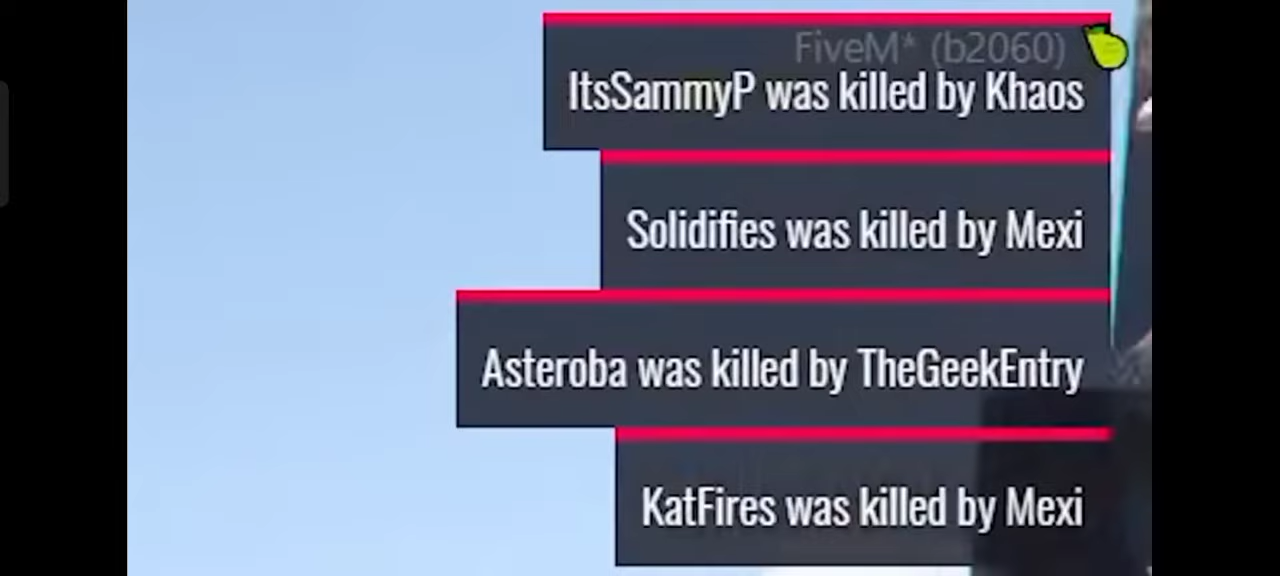 FiveM* (b2060)
ItsSammyP was killed by Khaos
Solidifies was killed by Mexi
Asteroba was killed by TheGeekEntry
KatFires was killed by Mexi